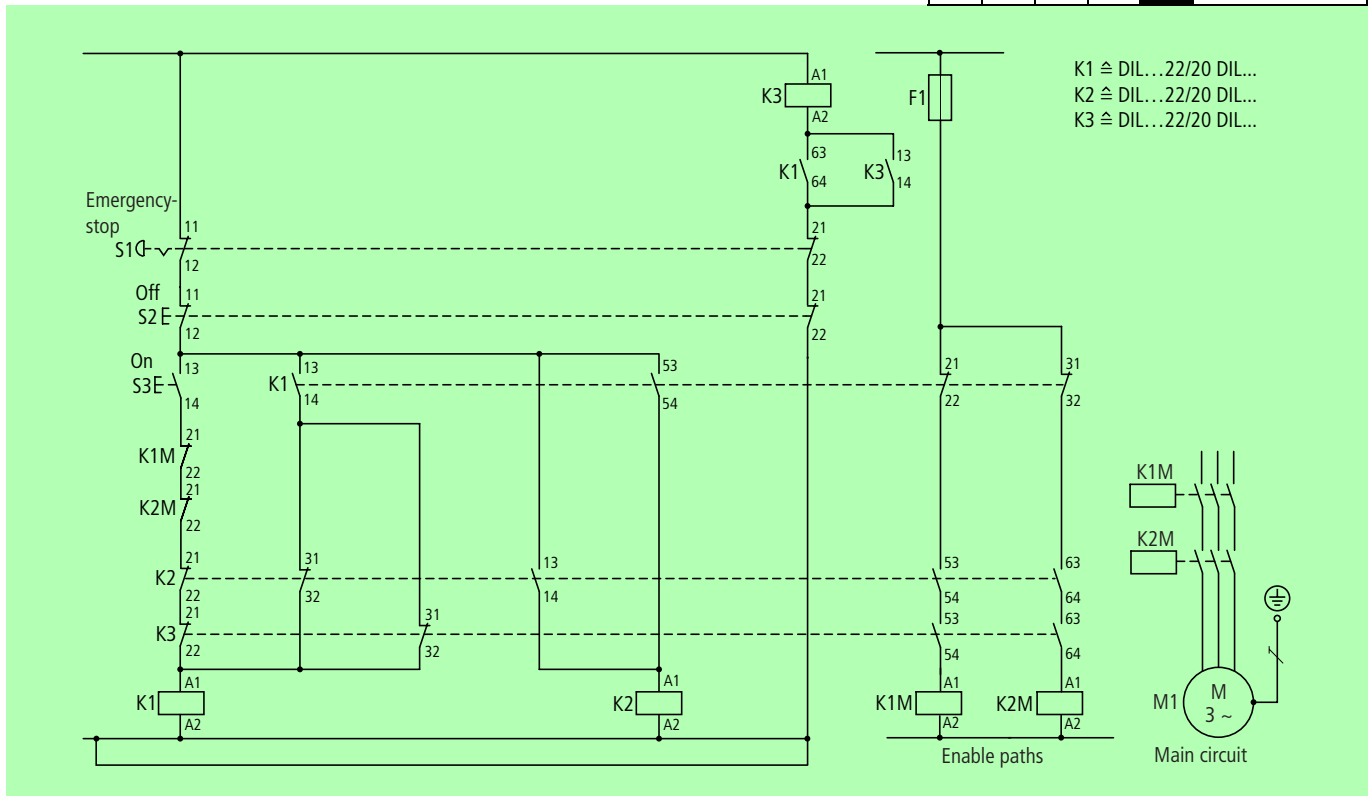 A1
K3
A2
F1
K1 ≙ DIL…22/20 DIL...
K2 ≙ DIL…22/20 DIL...
K3 ≙ DIL…22/20 DIL...
63
K1
64
13
K3
14
Emergency-
stop
11
S1
12
21
22
Off
11
S2
12
21
22
On
13
S3
14
K1
13
14
53
54
21
22
31
32
21
K1M
22
21
K2M
22
21
K2
22
31
32
13
14
53
54
63
64
21
K3
22
31
32
53
54
63
64
A1
K1
A2
A1
K2
A2
A1
K1M
A2
A1
K2M
A2
Enable paths
K1M
K2M
M1
M
3 ~
Main circuit